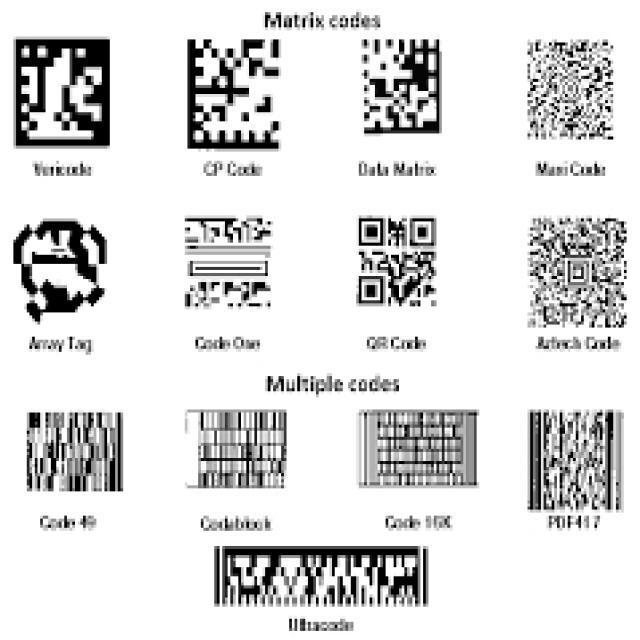 Matrix codes
Vericode CP Code Data Matrix Maxi Code
Array Tag Code One QR Code Aztech Code
Multiple codes
Code 49 Codablock Code 16K PDF417
Ultracode